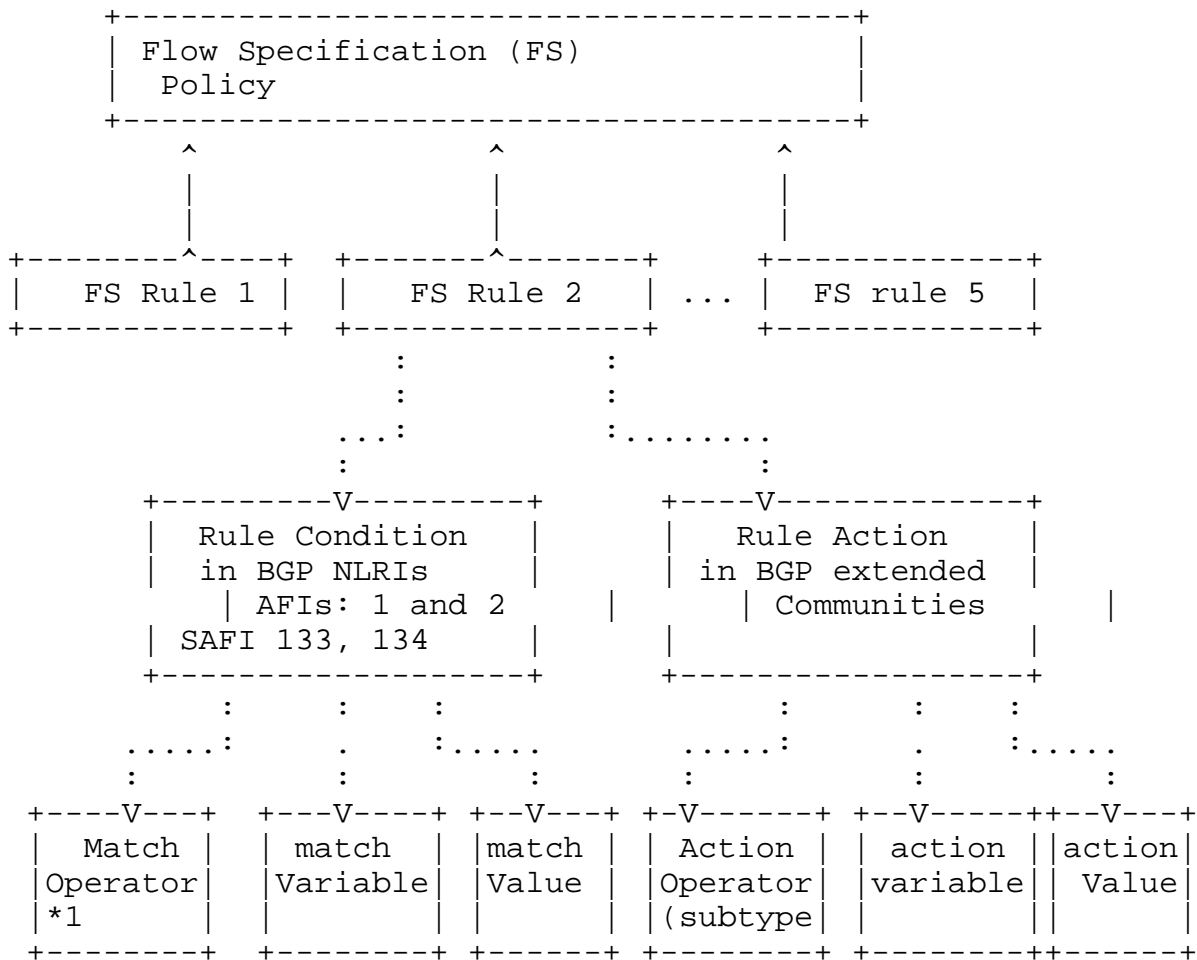 Flow Specification (FS)
Policy
FS Rule 1 FS Rule 2 ... FS rule 5
Rule Condition Rule Action
in BGP NLRIs in BGP extended
AFIs: 1 and 2 Communities
SAFI 133, 134
Match match match Action action action
Operator Variable Value Operator variable Value
*1 (subtype